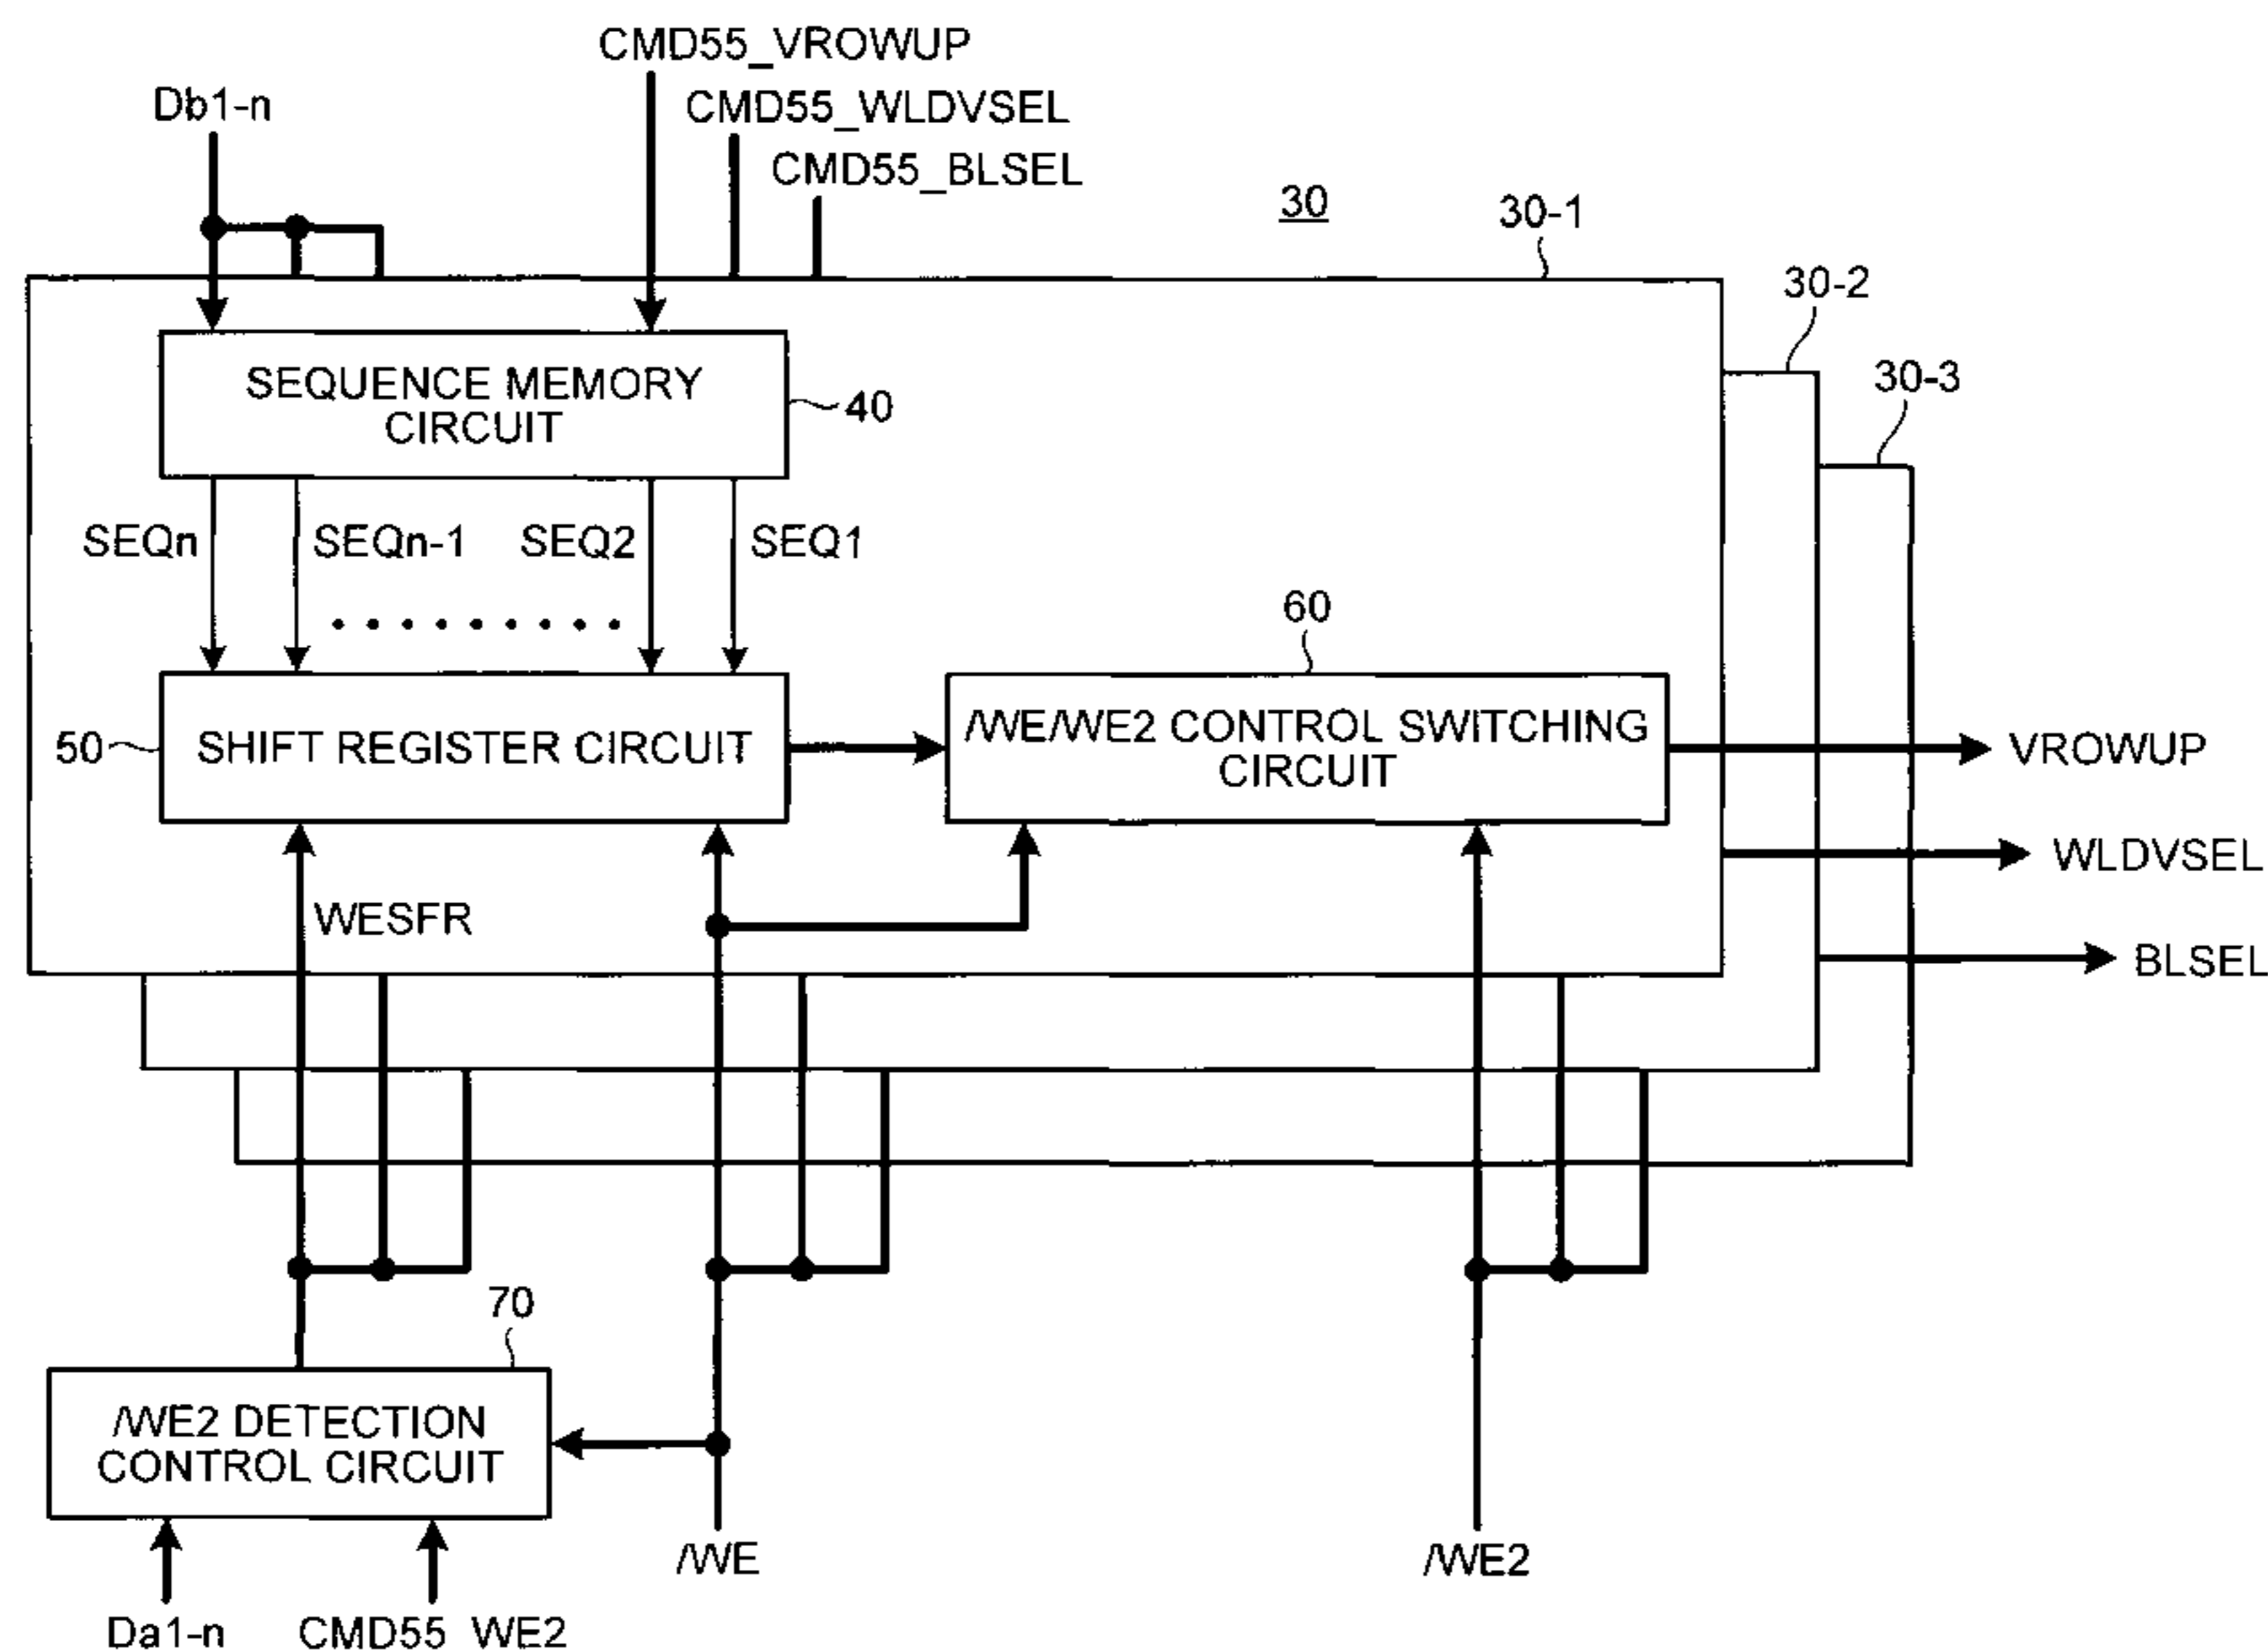 CMD55_VROWUP
Db1-n
CMD55_WLDVSEL
CMD55_BLSEL
30
30-1
30-2
30-3
SEQUENCE MEMORY
CIRCUIT
40
SEQn
SEQn-1
SEQ2
SEQ1
60
50
SHIFT REGISTER CIRCUIT
/WE/WE2 CONTROL SWITCHING
CIRCUIT
VROWUP
WLDVSEL
WESFR
BLSEL
70
/WE2 DETECTION
CONTROL CIRCUIT
/WE
/WE2
Da1-n
CMD55_WE2